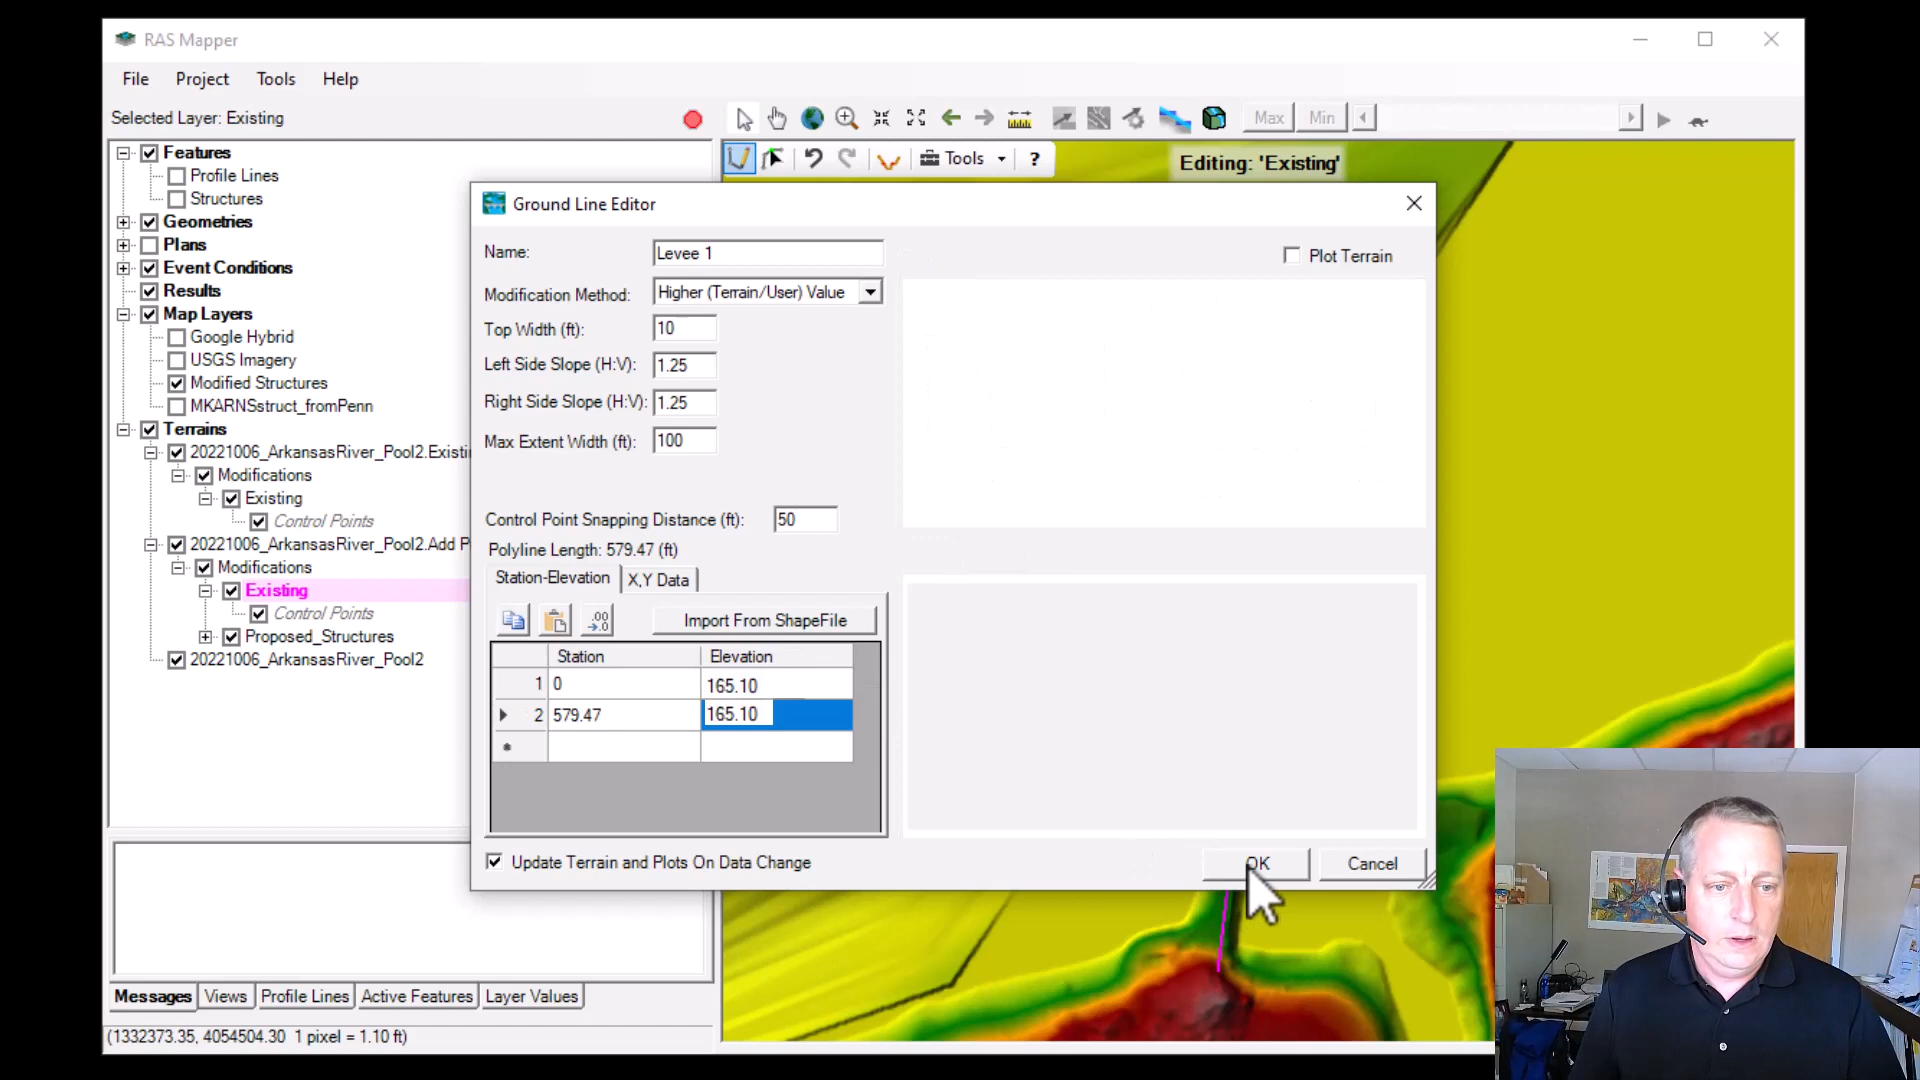 RAS Mapper
File Project Tools Help
Selected Layer: Existing
Max Min
Features
Profile Lines
Structures
Geometries
Plans
Event Conditions
Results
Map Layers
Google Hybrid
USGS Imagery
Modified Structures
MKARNSstruct_fromPenn
Terrains
20221006_ArkansasRiver_Pool2.Existi
Modifications
Existing
Control Points
20221006_ArkansasRiver_Pool2.Add P
Modifications
Existing
Control Points
Proposed_Structures
20221006_ArkansasRiver_Pool2
Messages Views Profile Lines Active Features Layer Values
(1332373.35, 4054504.30 1 pixel = 1.10 ft)
Tools ?
Editing: 'Existing'
Ground Line Editor
Name: Levee 1
Plot Terrain
Modification Method: Higher (Terrain/User) Value
Top Width (ft): 10
Left Side Slope (H:V): 1.25
Right Side Slope (H:V): 1.25
Max Extent Width (ft): 100
Control Point Snapping Distance (ft): 50
Polyline Length: 579.47 (ft)
Station-Elevation X,Y Data
.00 →.0 Import From ShapeFile
Station Elevation
1 0 165.10
2 579.47 165.10
Update Terrain and Plots On Data Change
OK Cancel